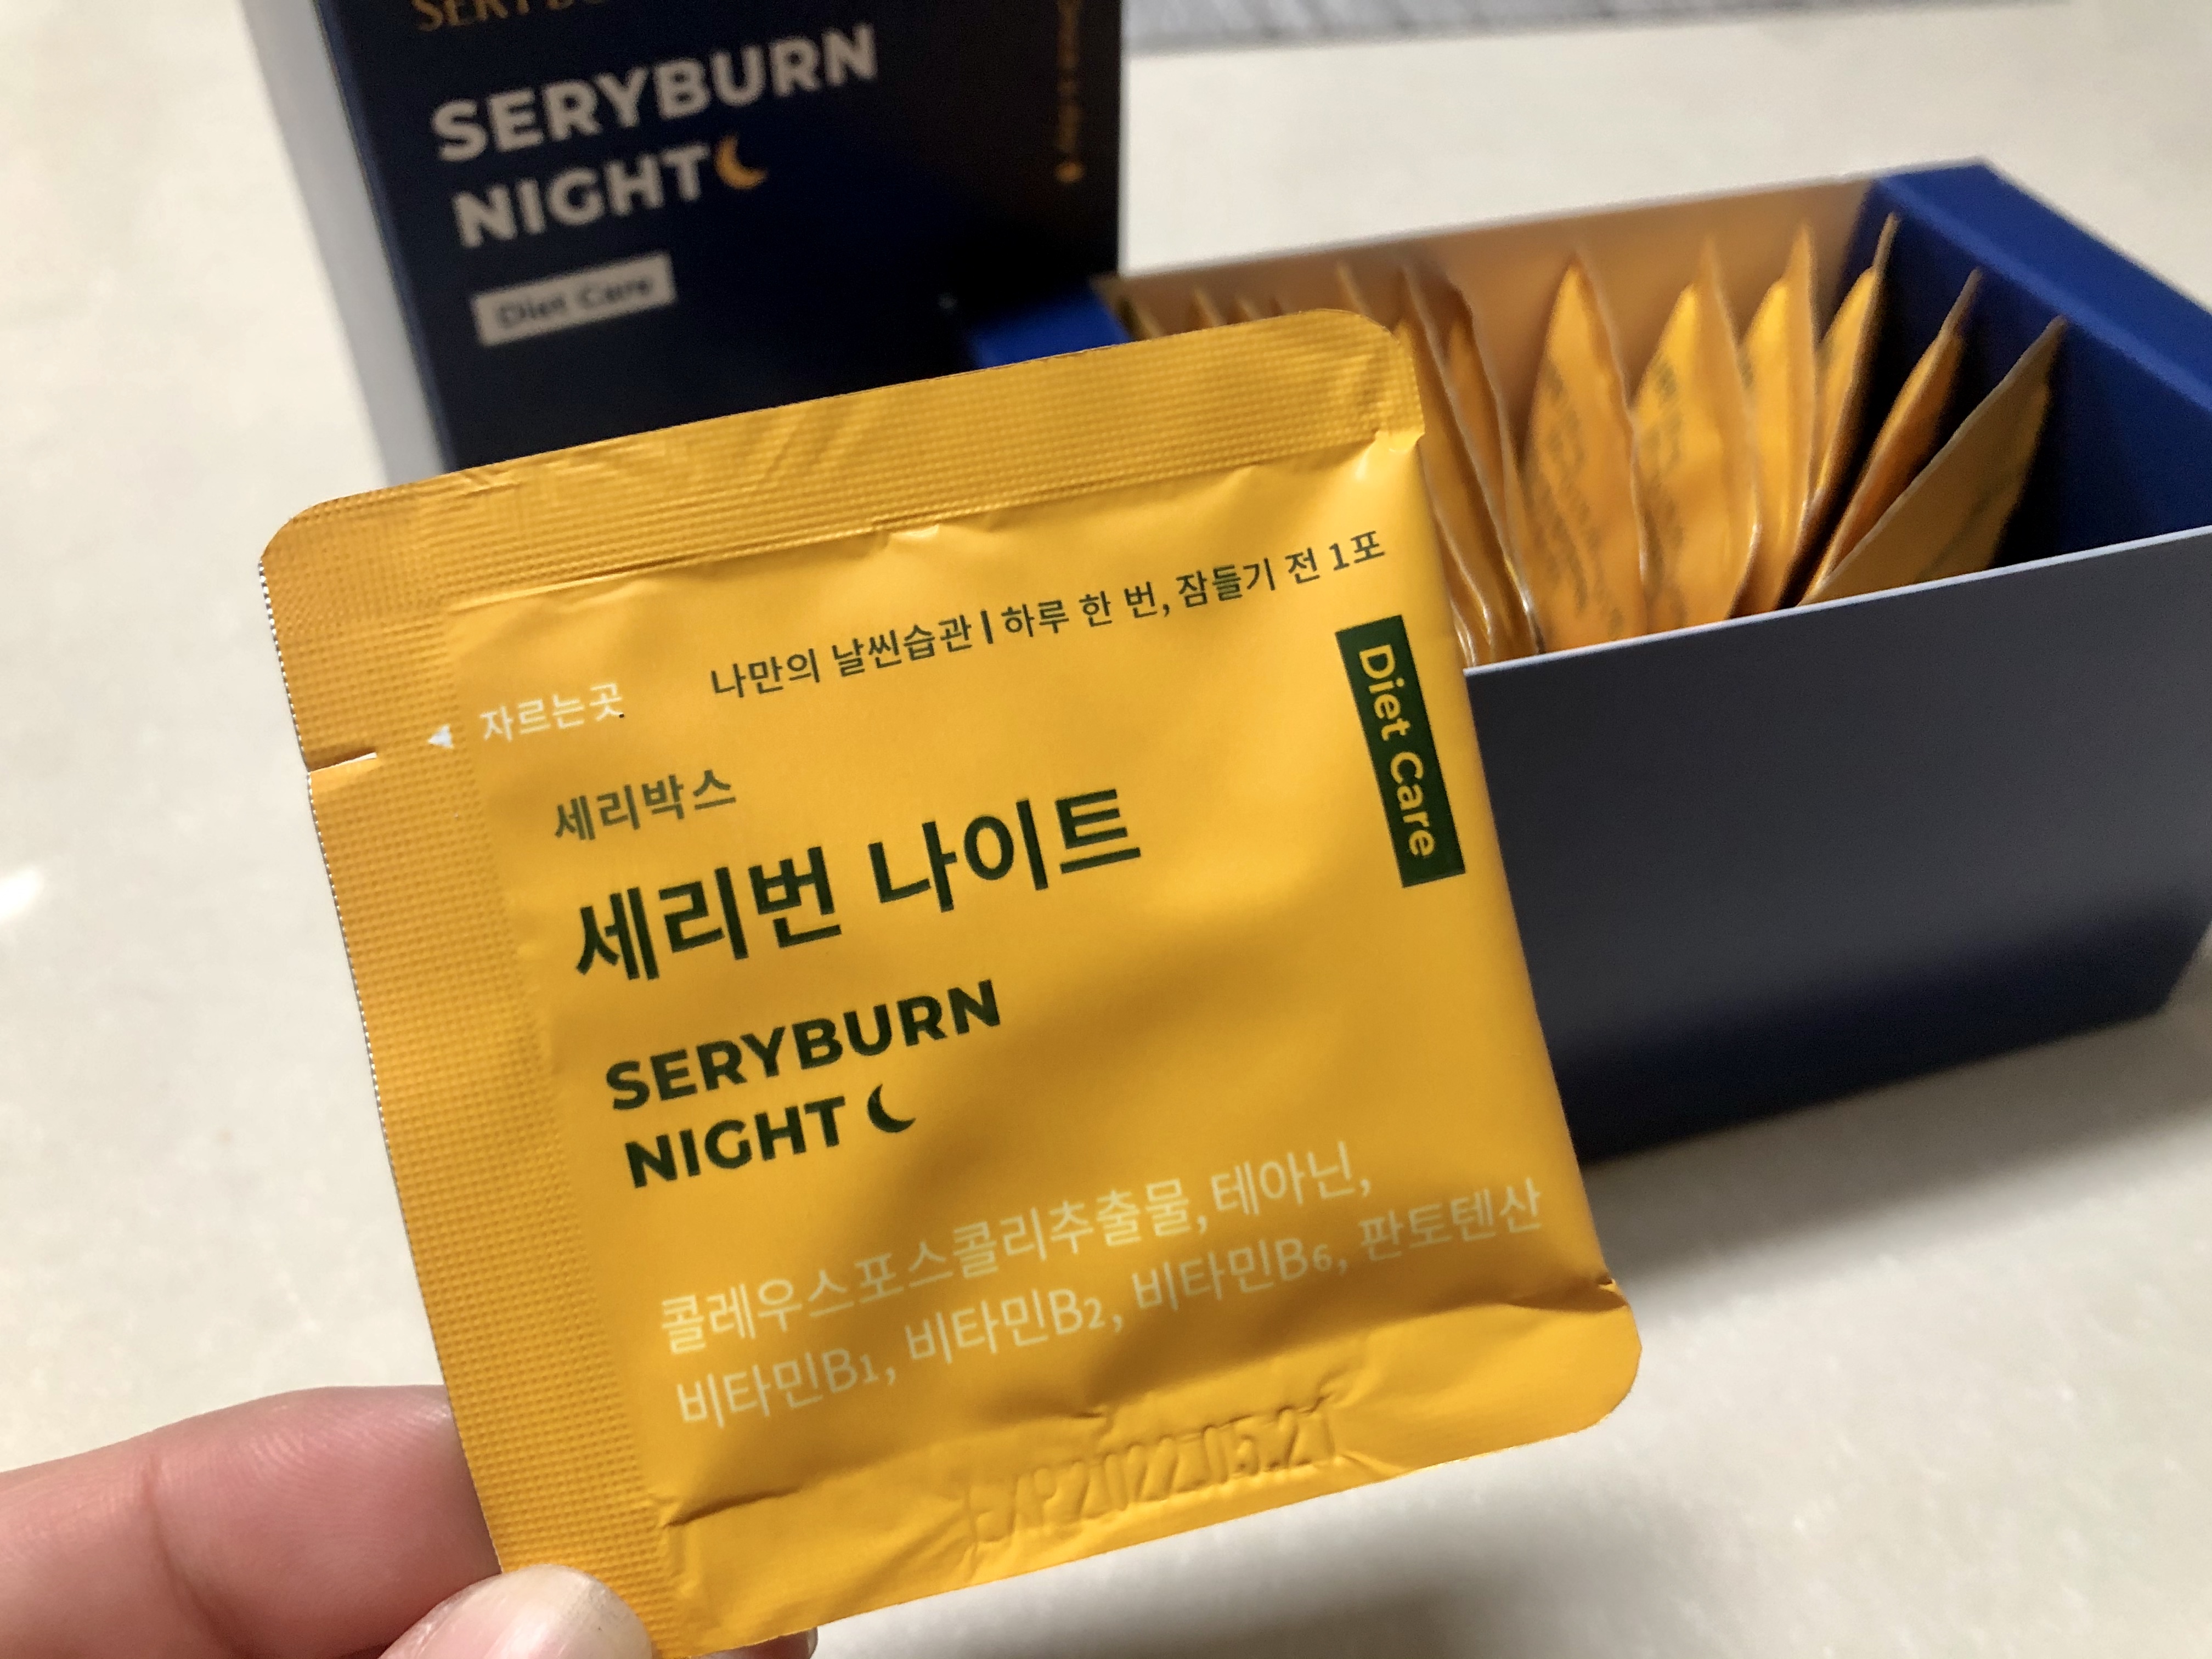 SERYBURN
NIGHT
Diet Care
나만의 날씬습관 | 하루 한 번, 잠들기 전 1포
◀ 자르는곳
Diet Care
세리박스
세리번 나이트
SERYBURN
NIGHT
콜레우스포스콜리추출물, 테아닌,
비타민B1, 비타민B2, 비타민B6, 판토텐산
EXP2022.05.21